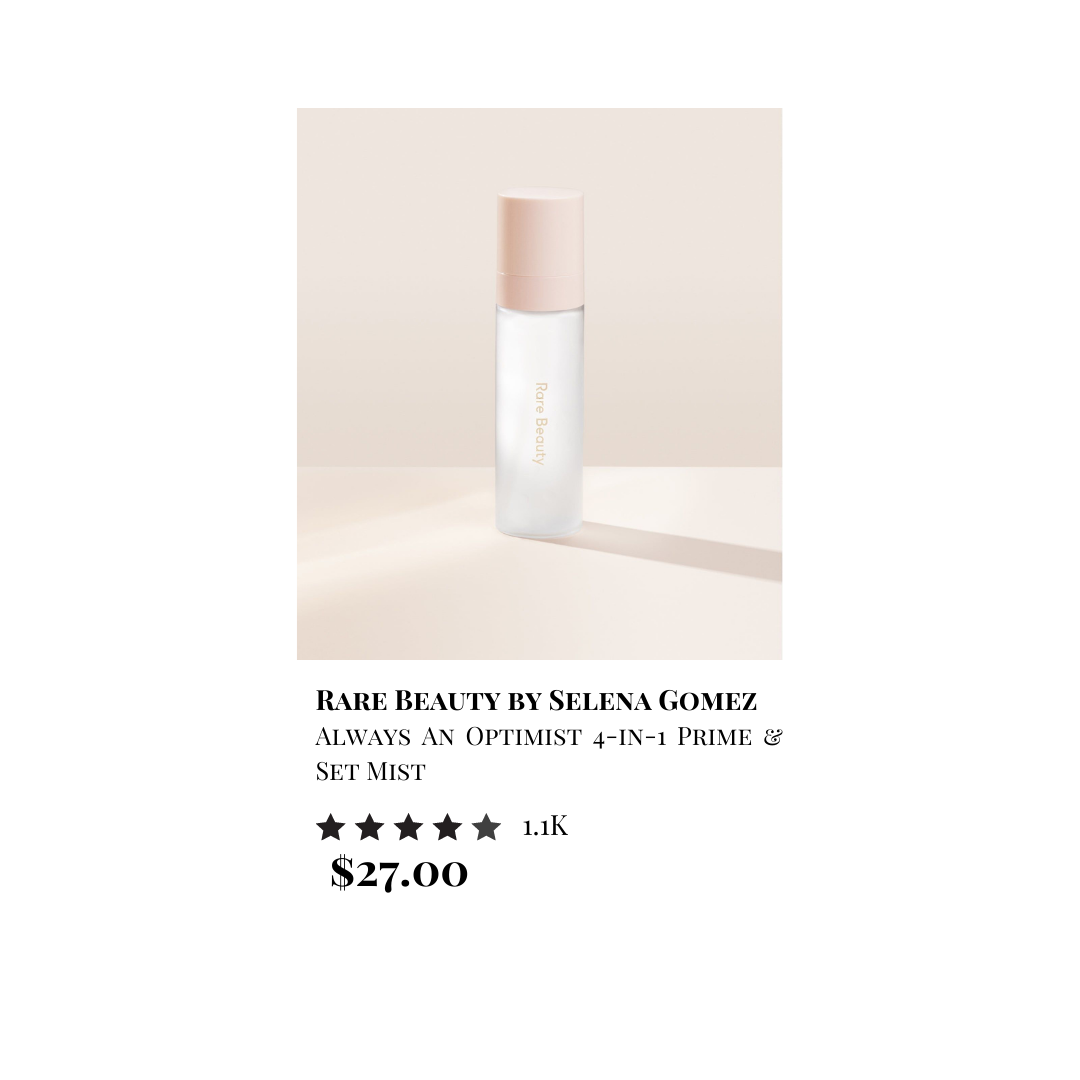 Rare Beauty
Rare Beauty by Selena Gomez
Always An Optimist 4-in-1 Prime &
Set Mist
1.1K
$27.00